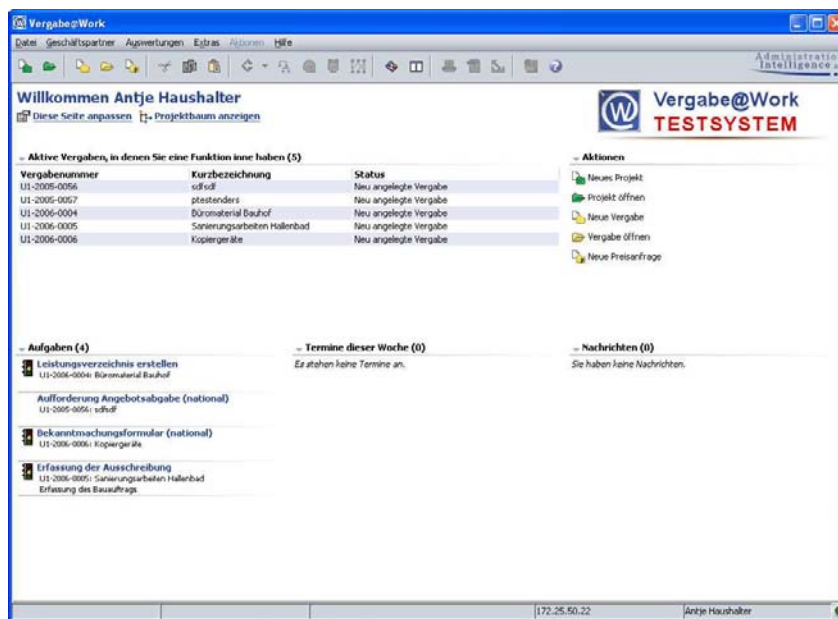 Vergabe@Work
Datei Geschäftspartner Auswertungen Extras Aktionen Hilfe
Administration
Intelligence
Willkommen Antje Haushalter
Diese Seite anpassen Projektbaum anzeigen
Vergabe@Work
TESTSYSTEM
Aktive Vergaben, in denen Sie eine Funktion inne haben (5)
Vergabenummer Kurzbezeichnung Status
U1-2005-0056 sdfsdf Neu angelegte Vergabe
U1-2005-0057 ptestenders Neu angelegte Vergabe
U1-2006-0004 Büromaterial Bauhof Neu angelegte Vergabe
U1-2006-0005 Sanierungsarbeiten Hallenbad Neu angelegte Vergabe
U1-2006-0006 Kopiergeräte Neu angelegte Vergabe
Aktionen
Neues Projekt
Projekt öffnen
Neue Vergabe
Vergabe öffnen
Neue Preisanfrage
Aufgaben (4)
Leistungsverzeichnis erstellen
U1-2006-0004: Büromaterial Bauhof
Aufforderung Angebotsabgabe (national)
U1-2005-0056: sdfsdf
Bekanntmachungsformular (national)
U1-2006-0006: Kopiergeräte
Erfassung der Ausschreibung
U1-2006-0005: Sanierungsarbeiten Hallenbad
Erfassung des Bauauftrags
Termine dieser Woche (0)
Es stehen keine Termine an.
Nachrichten (0)
Sie haben keine Nachrichten.
172.25.50.22 Antje Haushalter